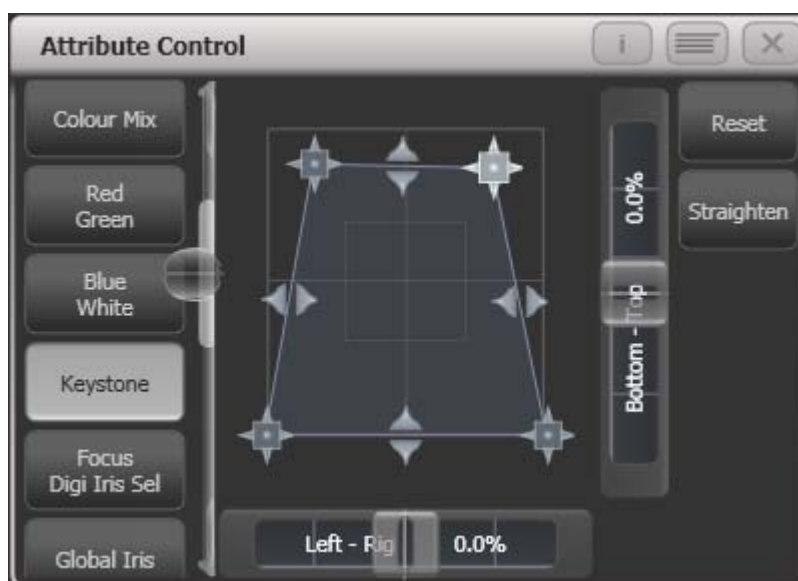 Attribute Control
i
Colour Mix
Red
Green
Blue
White
Keystone
Focus
Digi Iris Sel
Global Iris
Reset
Straighten
Bottom - Top 0.0%
Left - Rig 0.0%